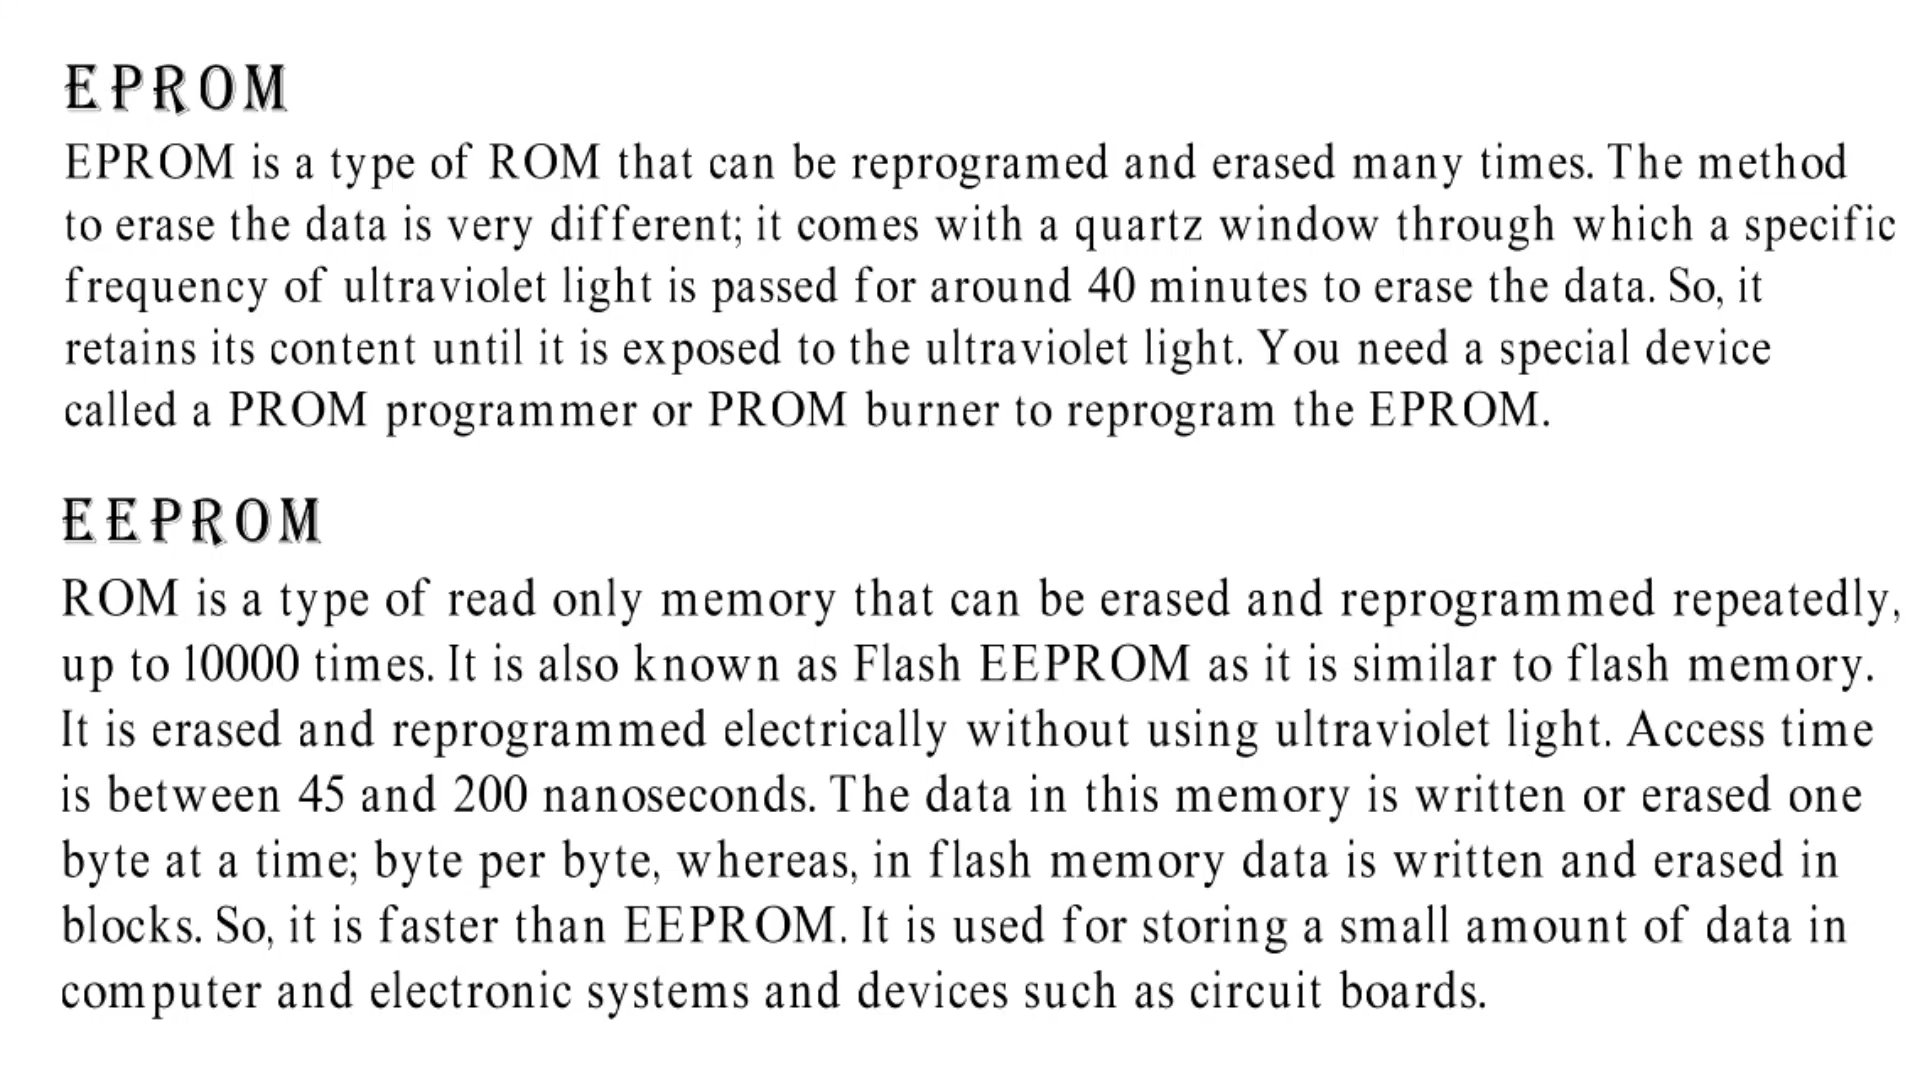 EPROM
EPROM is a type of ROM that can be reprogramed and erased many times. The method
to erase the data is very different; it comes with a quartz window through which a specific
frequency of ultraviolet light is passed for around 40 minutes to erase the data. So, it
retains its content until it is exposed to the ultraviolet light. You need a special device
called a PROM programmer or PROM burner to reprogram the EPROM.
EEPROM
ROM is a type of read only memory that can be erased and reprogrammed repeatedly,
up to 10000 times. It is also known as Flash EEPROM as it is similar to flash memory.
It is erased and reprogrammed electrically without using ultraviolet light. Access time
is between 45 and 200 nanoseconds. The data in this memory is written or erased one
byte at a time; byte per byte, whereas, in flash memory data is written and erased in
blocks. So, it is faster than EEPROM. It is used for storing a small amount of data in
computer and electronic systems and devices such as circuit boards.